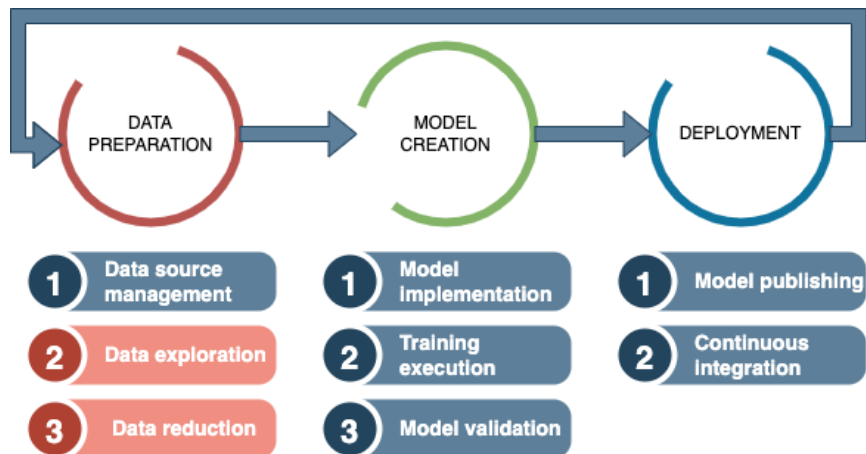 DATA
PREPARATION
MODEL
CREATION
DEPLOYMENT
1
Data source
management
2
Data exploration
3
Data reduction
1
Model
implementation
2
Training
execution
3
Model validation
1
Model publishing
2
Continuous
integration